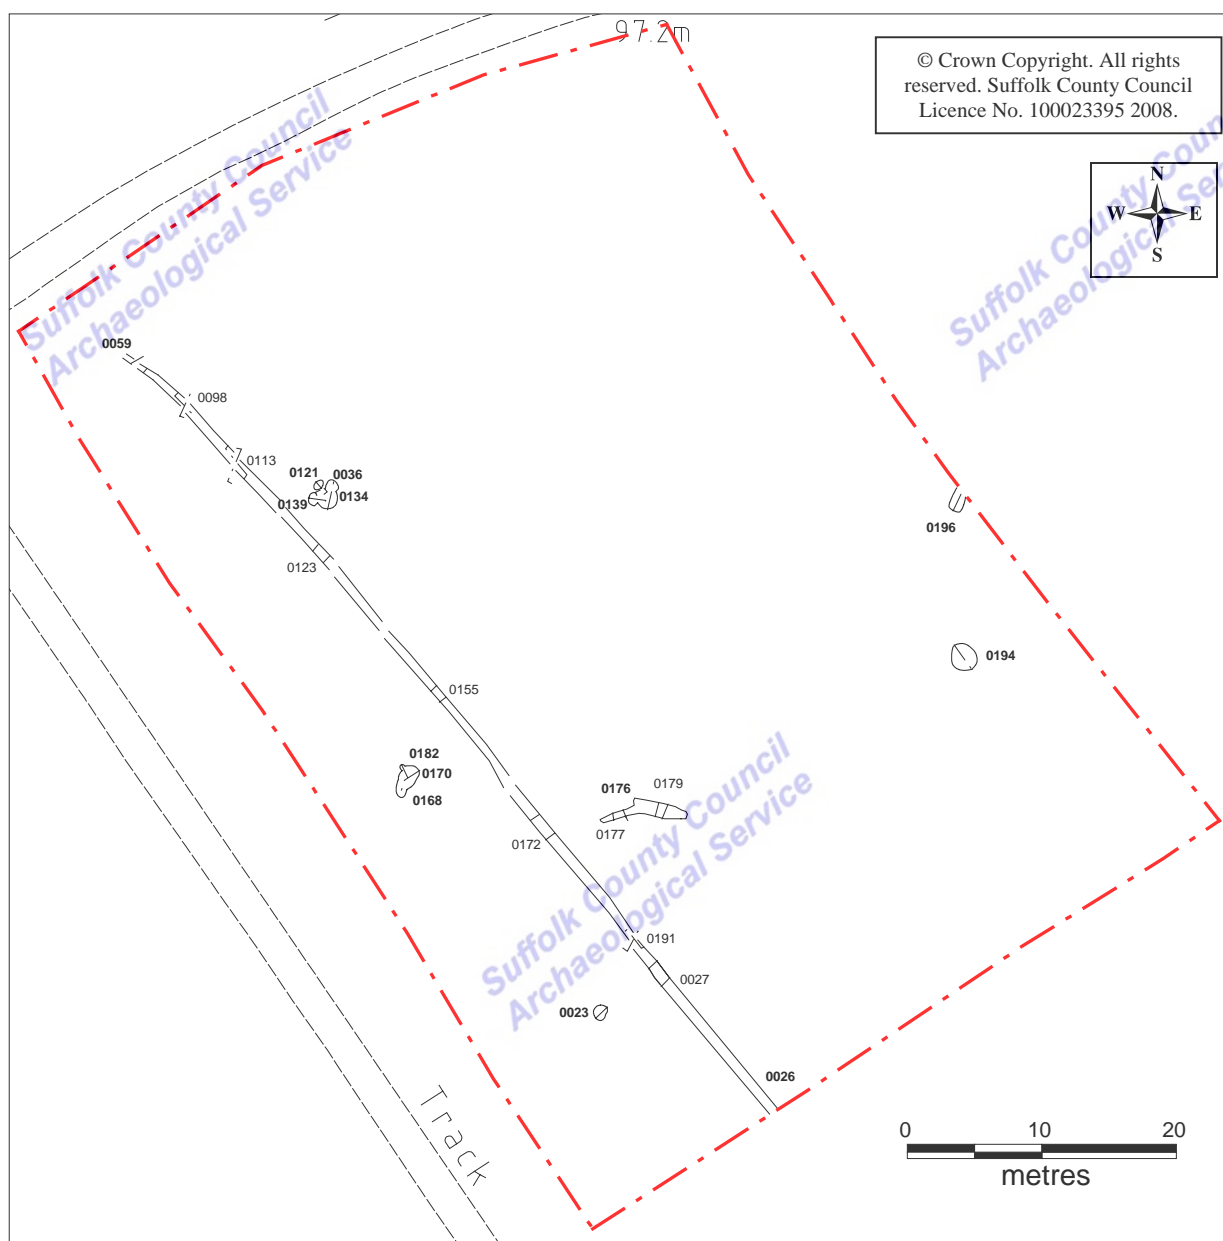 97.2m
© Crown Copyright. All rights
reserved. Suffolk County Council
Licence No. 100023395 2008.
Suffolk County Council
Archaeological Service
Suffolk County Coun
Archaeological Servi
N
W E
S
0059
0098
0113
0121 0036
0139 0134
0123
0196
0194
0155
0182
0170
0168
0176 0179
0177
0172
Suffolk County Council
Archaeological Service
0191
0027
0023
0026
Track
0 10 20
metres